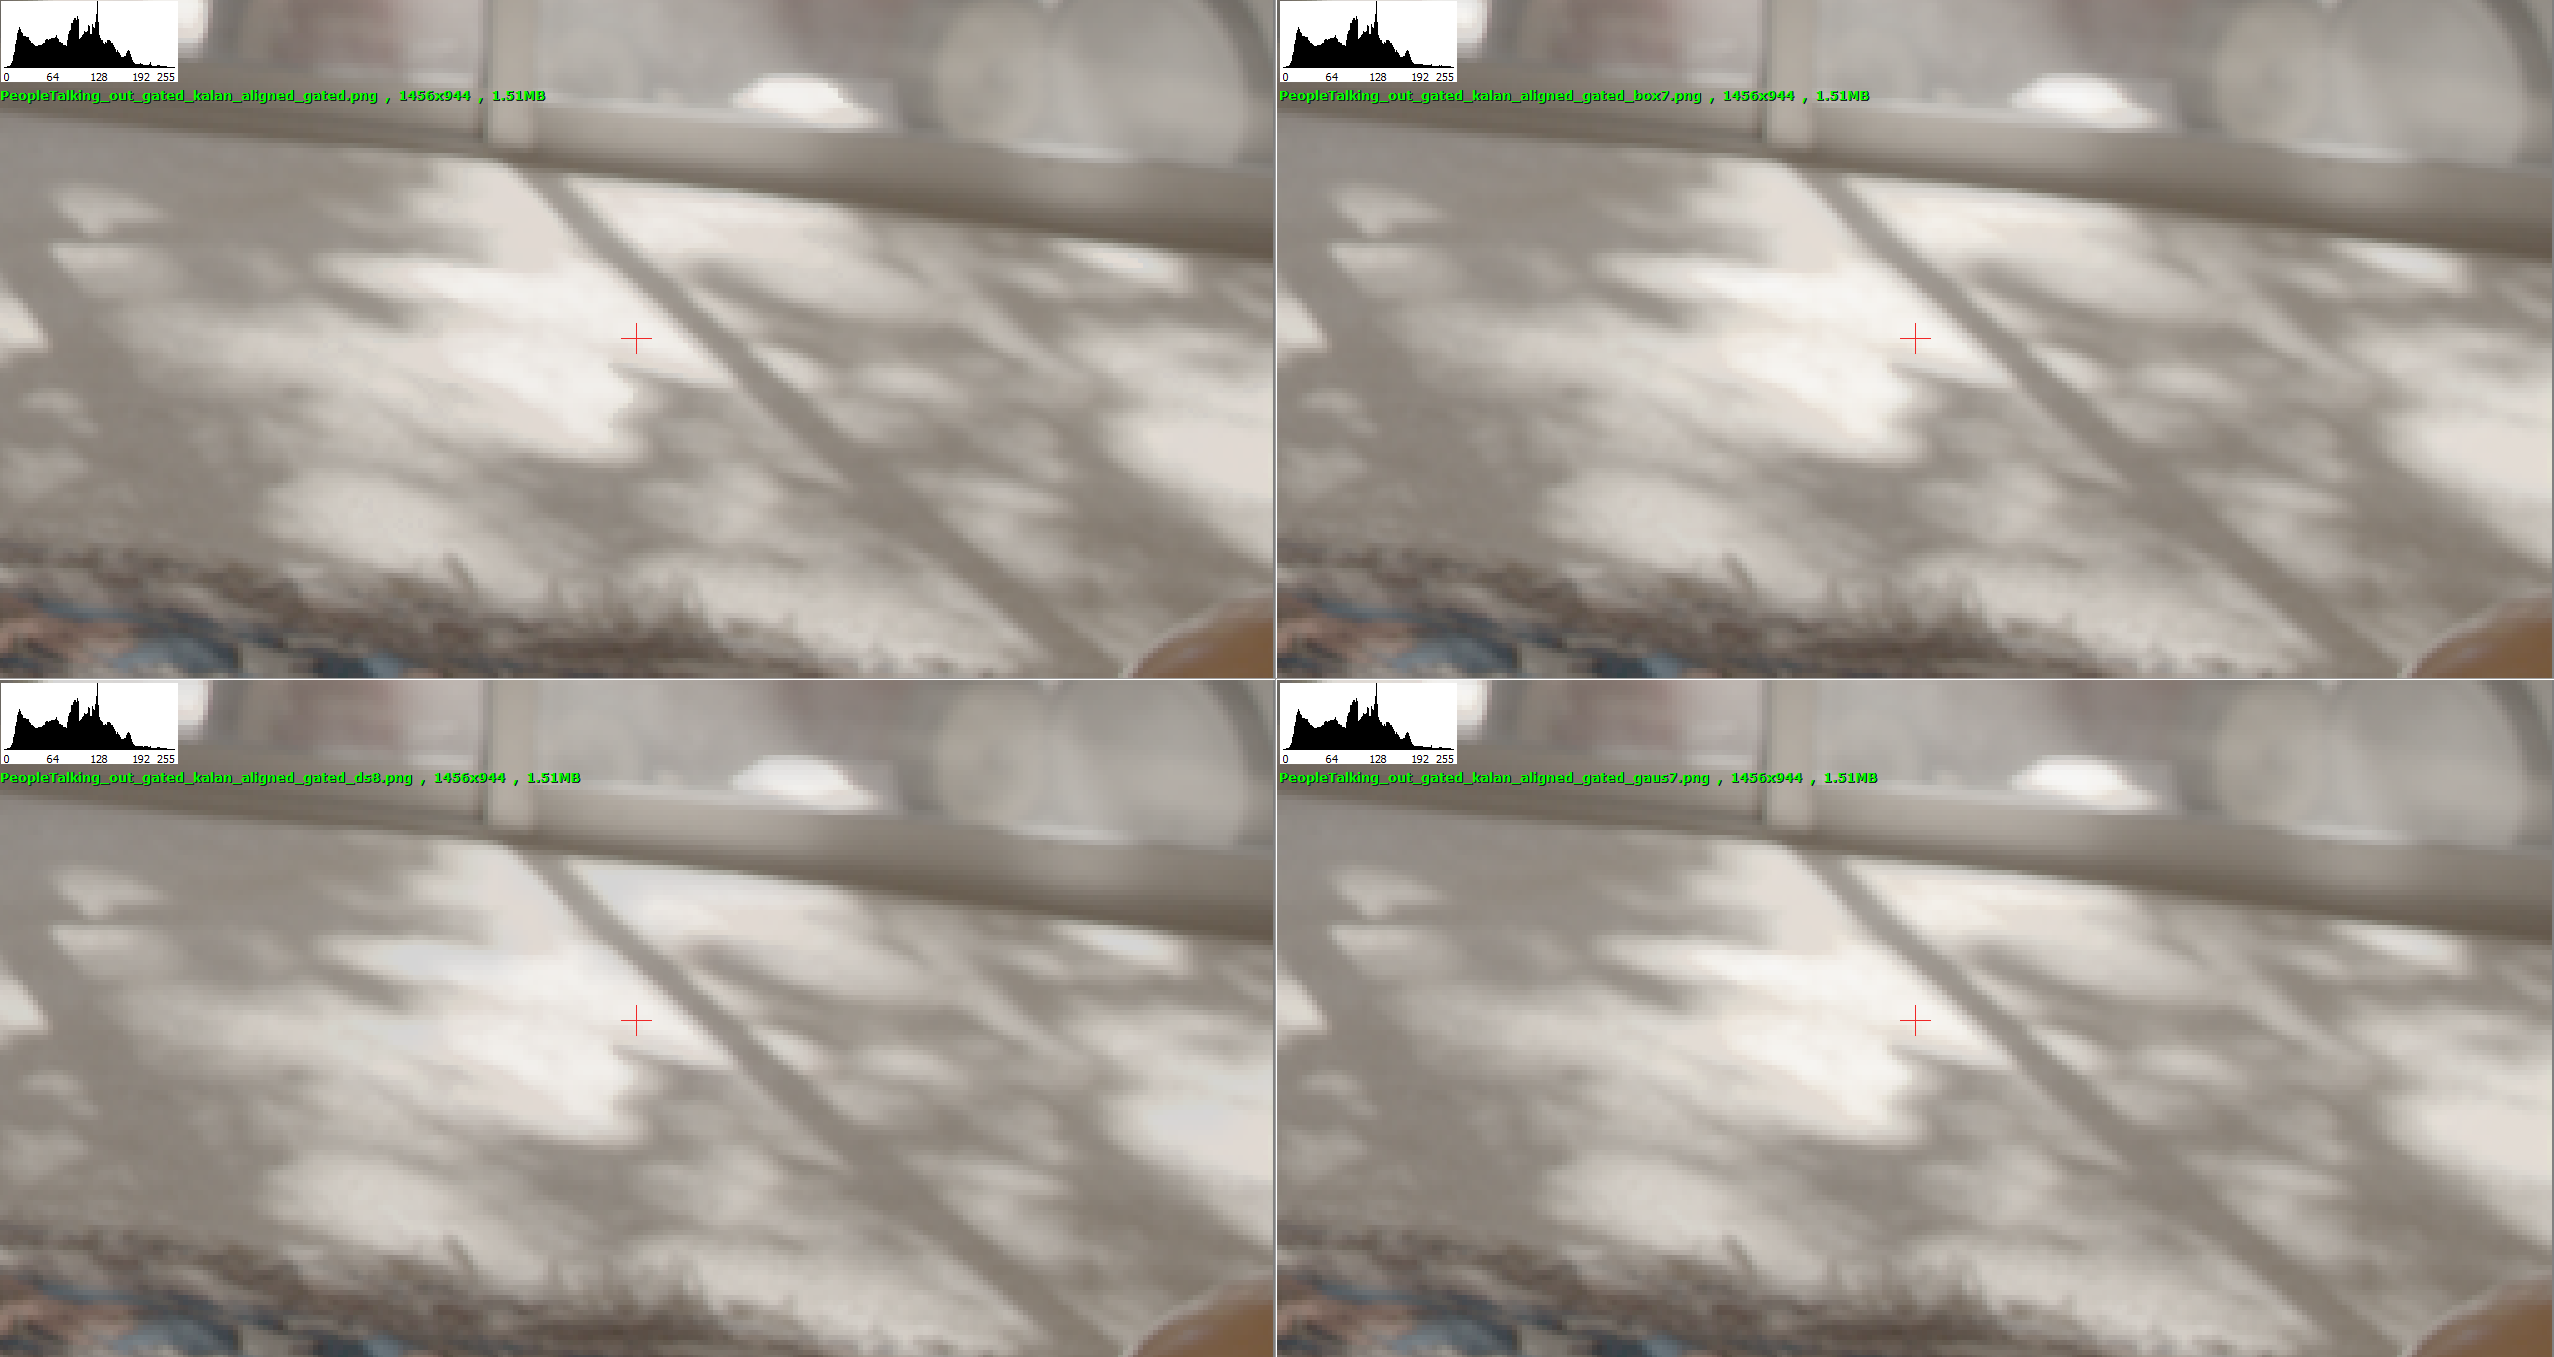 0 64 128 192 255
PeopleTalking_out_gated_kalan_aligned_gated.png , 1456x944 , 1.51MB
0 64 128 192 255
PeopleTalking_out_gated_kalan_aligned_gated_box7.png , 1456x944 , 1.51MB
0 64 128 192 255
PeopleTalking_out_gated_kalan_aligned_gated_ds8.png , 1456x944 , 1.51MB
0 64 128 192 255
PeopleTalking_out_gated_kalan_aligned_gated_gaus7.png , 1456x944 , 1.51MB